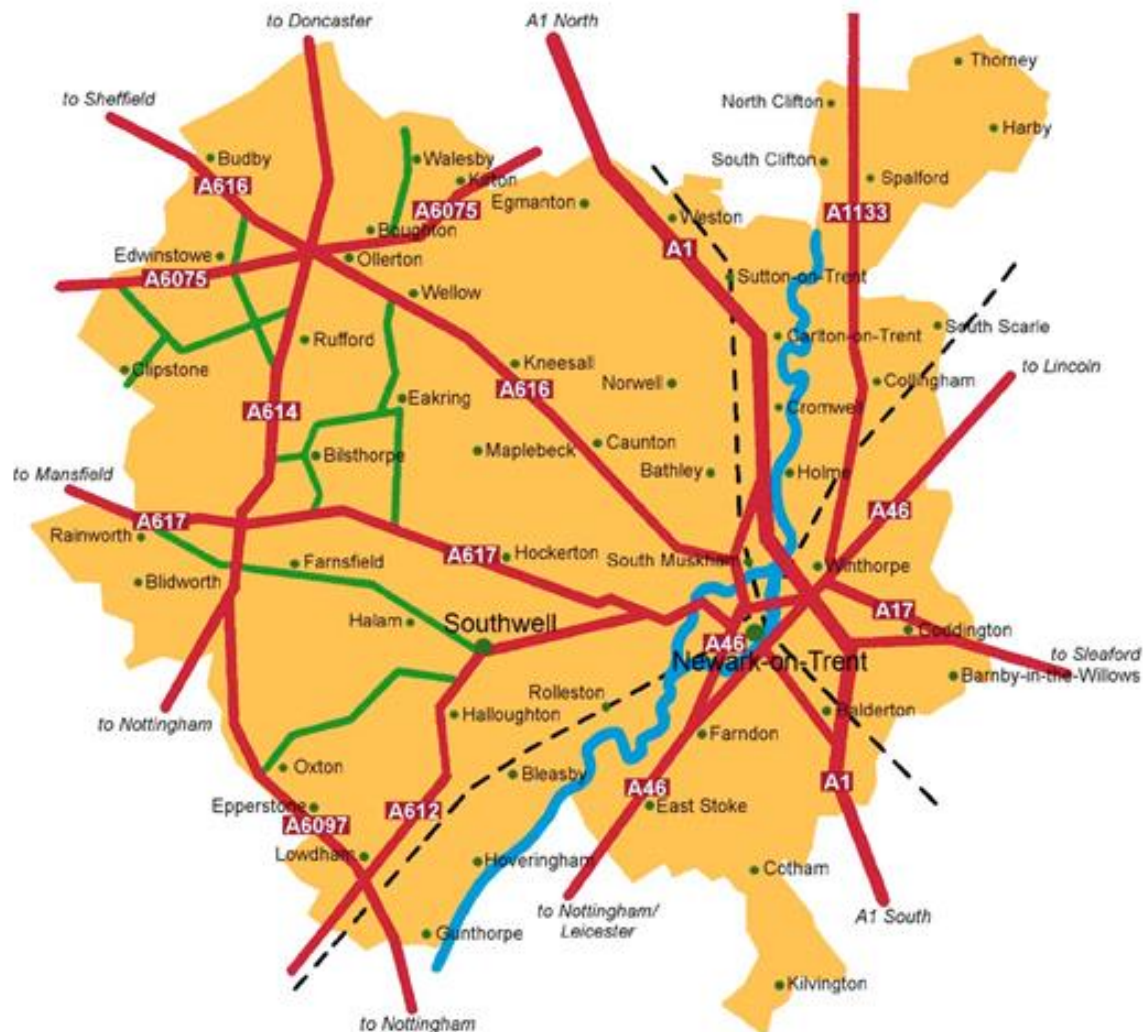 to Doncaster
A1 North
Thorney
to Sheffield
North Clifton
Harby
Budby
Walesby
South Clifton
A616
Kirton
Spalford
Egmanton
A6075
A1133
Weston
Boughton
A1
Edwinstowe
Ollerton
A6075
Sutton-on-Trent
Wellow
South Scarle
Rufford
Carlton-on-Trent
Kneesall
to Lincoln
Clipstone
Norwell
Collingham
A616
Eakring
A614
Cromwell
Caunton
Maplebeck
Bilsthorpe
Bathley
Holme
to Mansfield
A46
A617
Rainworth
A617
Hockerton
South Muskham
Farnsfield
Winthorpe
Blidworth
A17
Halam
Southwell
Coddington
A46
to Sleaford
Newark-on-Trent
Barnby-in-the-Willows
Rolleston
Halloughton
Balderton
to Nottingham
Farndon
Oxton
Bleasby
A46
A1
Epperstone
A612
East Stoke
A6097
Lowdham
Hoveringham
Cotham
to Nottingham/
Leicester
A1 South
Gunthorpe
Kilvington
to Nottingham